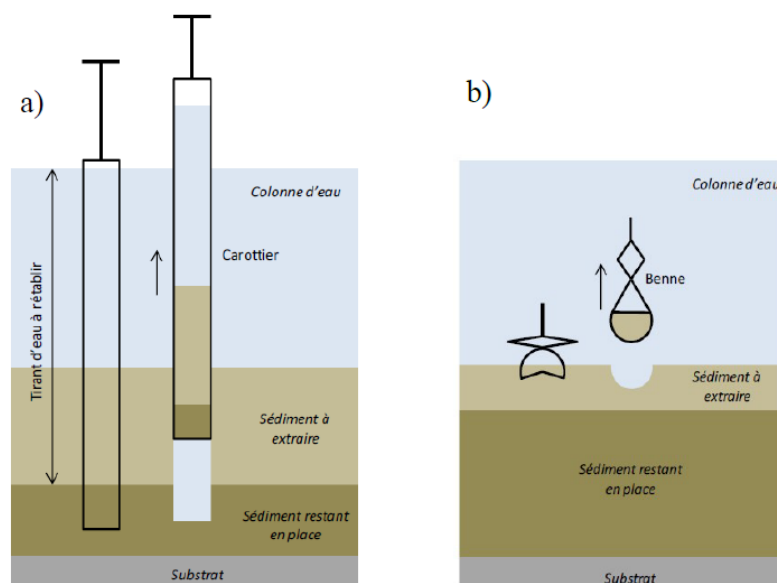 a)
Colonne d'eau
Carottier
Tirant d'eau à rétablir
Sédiment à
extraire
Sédiment restant
en place
Substrat
b)
Colonne d'eau
Benne
Sédiment à
extraire
Sédiment restant
en place
Substrat